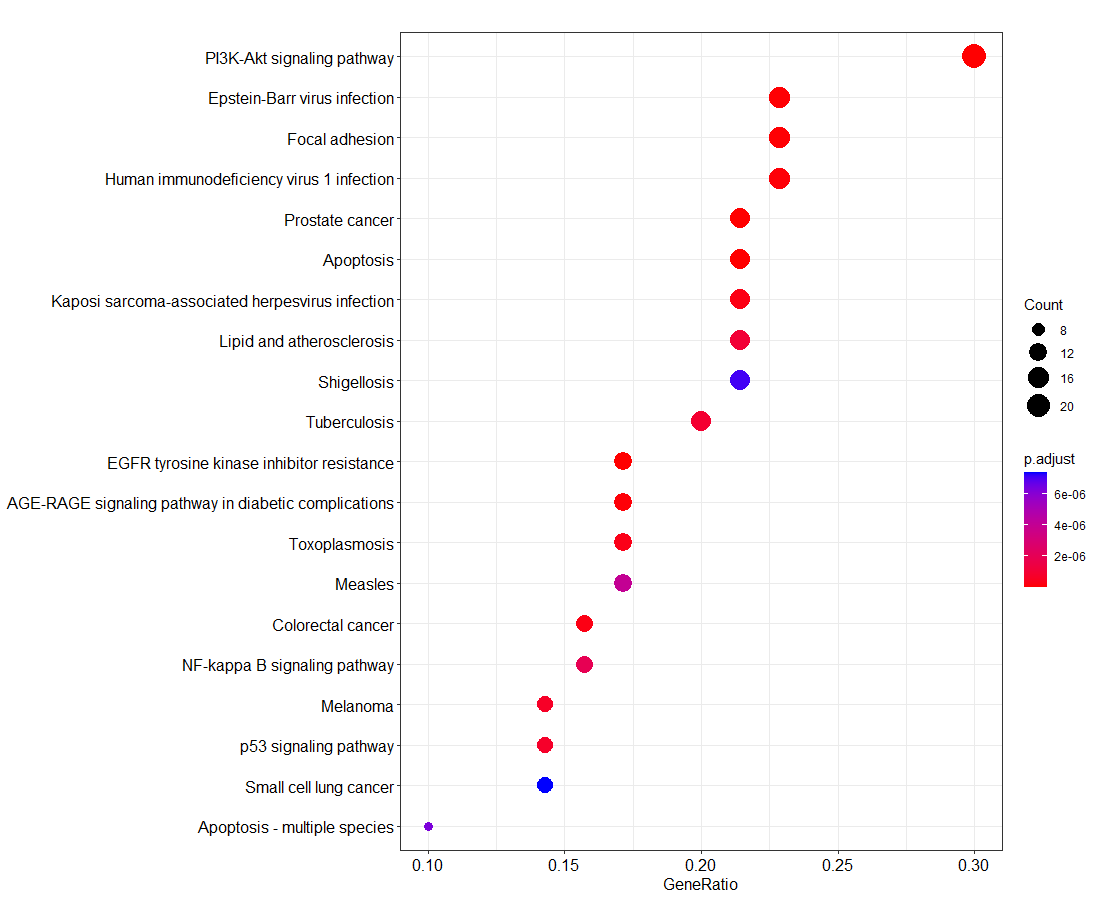 PI3K-Akt signaling pathway
Epstein-Barr virus infection
Focal adhesion
Human immunodeficiency virus 1 infection
Prostate cancer
Apoptosis
Kaposi sarcoma-associated herpesvirus infection
Lipid and atherosclerosis
Shigellosis
Tuberculosis
EGFR tyrosine kinase inhibitor resistance
AGE-RAGE signaling pathway in diabetic complications
Toxoplasmosis
Measles
Colorectal cancer
NF-kappa B signaling pathway
Melanoma
p53 signaling pathway
Small cell lung cancer
Apoptosis - multiple species
0.10 0.15 0.20 0.25 0.30
GeneRatio
Count
8
12
16
20
p.adjust
6e-06
4e-06
2e-06